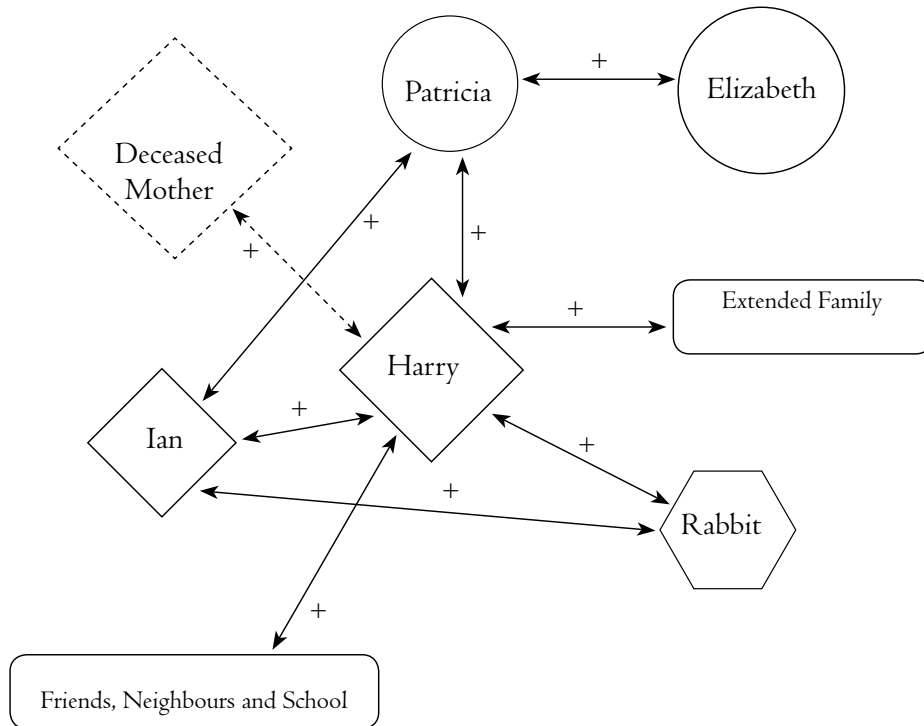 Patricia
+
Elizabeth
Deceased
Mother
+
+
+
Extended Family
+
Harry
+
Ian
+
+
Rabbit
+
Friends, Neighbours and School